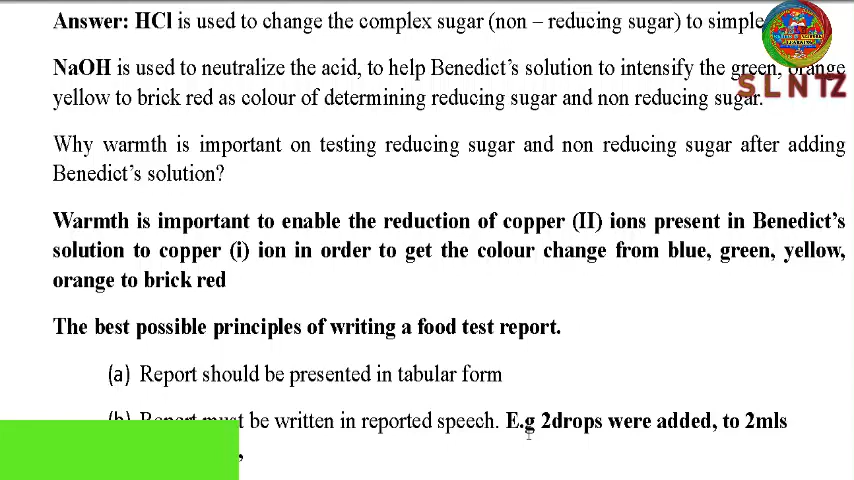 Answer: HCl is used to change the complex sugar (non – reducing sugar) to simple
NaOH is used to neutralize the acid, to help Benedict's solution to intensify the green, orange
yellow to brick red as colour of determining reducing sugar and non reducing sugar.
SLNTZ
Why warmth is important on testing reducing sugar and non reducing sugar after adding
Benedict's solution?
Warmth is important to enable the reduction of copper (II) ions present in Benedict's
solution to copper (i) ion in order to get the colour change from blue, green, yellow,
orange to brick red
The best possible principles of writing a food test report.
(a) Report should be presented in tabular form
(b) Report must be written in reported speech. E.g 2drops were added, to 2mls
,